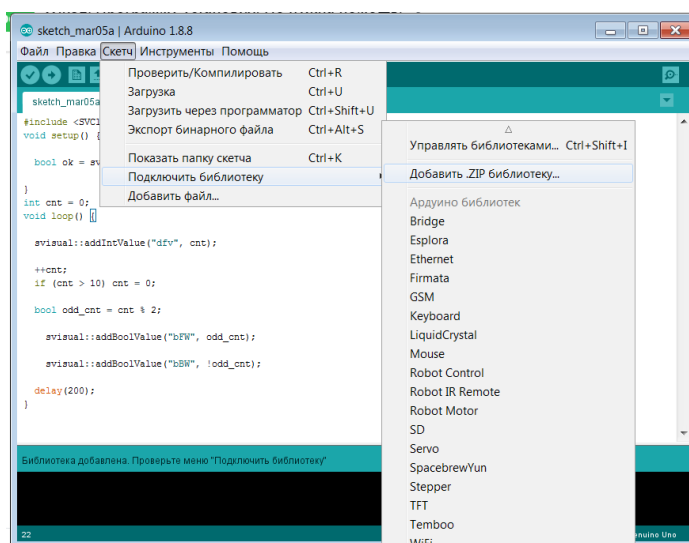 sketch_mar05a | Arduino 1.8.8
Файл Правка Скетч Инструменты Помощь
Проверить/Компилировать Ctrl+R
Загрузка Ctrl+U
Загрузить через программатор Ctrl+Shift+U
Экспорт бинарного файла Ctrl+Alt+S
Показать папку скетча Ctrl+K
Подключить библиотеку
Добавить файл...
Управлять библиотеками... Ctrl+Shift+I
Добавить .ZIP библиотеку...
Ардуино библиотек
Bridge
Esplora
Ethernet
Firmata
GSM
Keyboard
LiquidCrystal
Mouse
Robot Control
Robot IR Remote
Robot Motor
SD
Servo
SpacebrewYun
Stepper
TFT
Temboo
WiFi
sketch_mar05a
#include <SVCl
void setup() {
bool ok = sv
}
int cnt = 0;
void loop() {
svisual::addIntValue("dfv", cnt);
++cnt;
if (cnt > 10) cnt = 0;
bool odd_cnt = cnt % 2;
svisual::addBoolValue("bFW", odd_cnt);
svisual::addBoolValue("bBW", !odd_cnt);
delay(200);
}
Библиотека добавлена. Проверьте меню "Подключить библиотеку"
22
nuino Uno